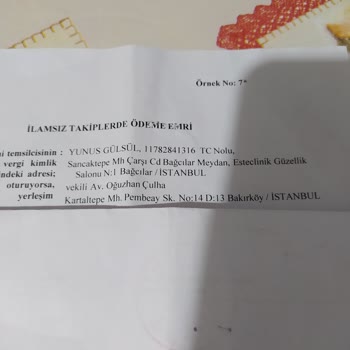 Örnek No: 7*
İLAMSIZ TAKİPLERDE ÖDEME EMRİ
ni temsilcisinin : YUNUS GÜLSÜL, 11782841316 TC Nolu,
vergi kimlik Sancaktepe Mh Çarşı Cd Bağcılar Meydan, Esteclinik Güzellik
indeki adresi; Salonu N:1 Bağcılar / İSTANBUL
oturuyorsa, vekili Av. Oğuzhan Çulha
yerleşim Kartaltepe Mh. Pembeay Sk. No:14 D:13 Bakırköy / İSTANBUL